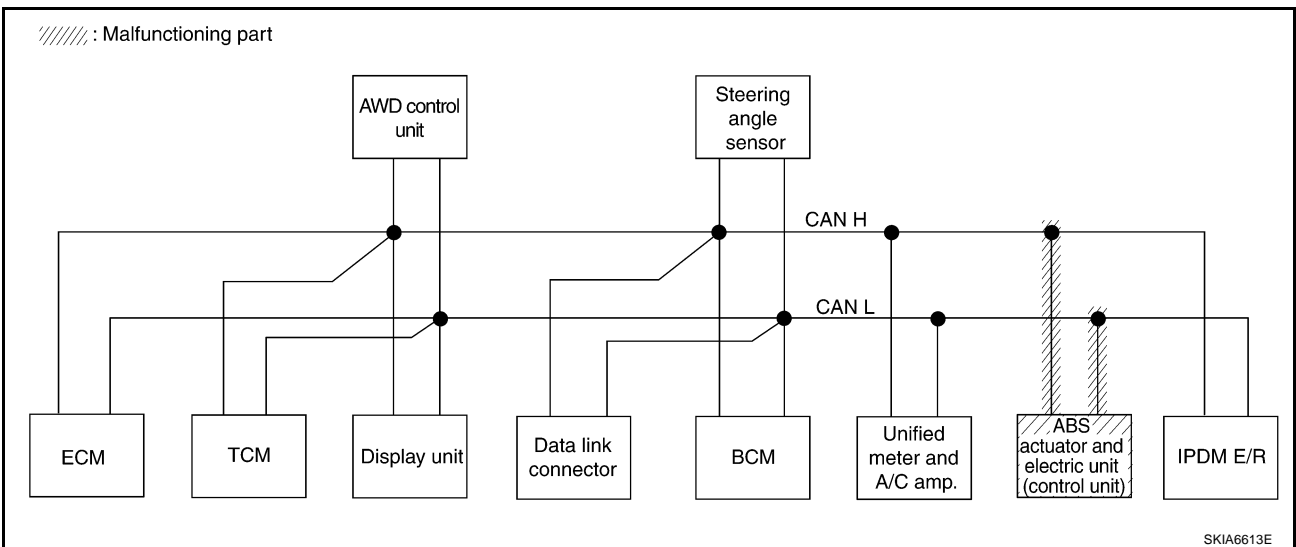 : Malfunctioning part
AWD control
unit
Steering
angle
sensor
CAN H
CAN L
ECM
TCM
Display unit
Data link
connector
BCM
Unified
meter and
A/C amp.
ABS
actuator and
electric unit
(control unit)
IPDM E/R
SKIA6613E